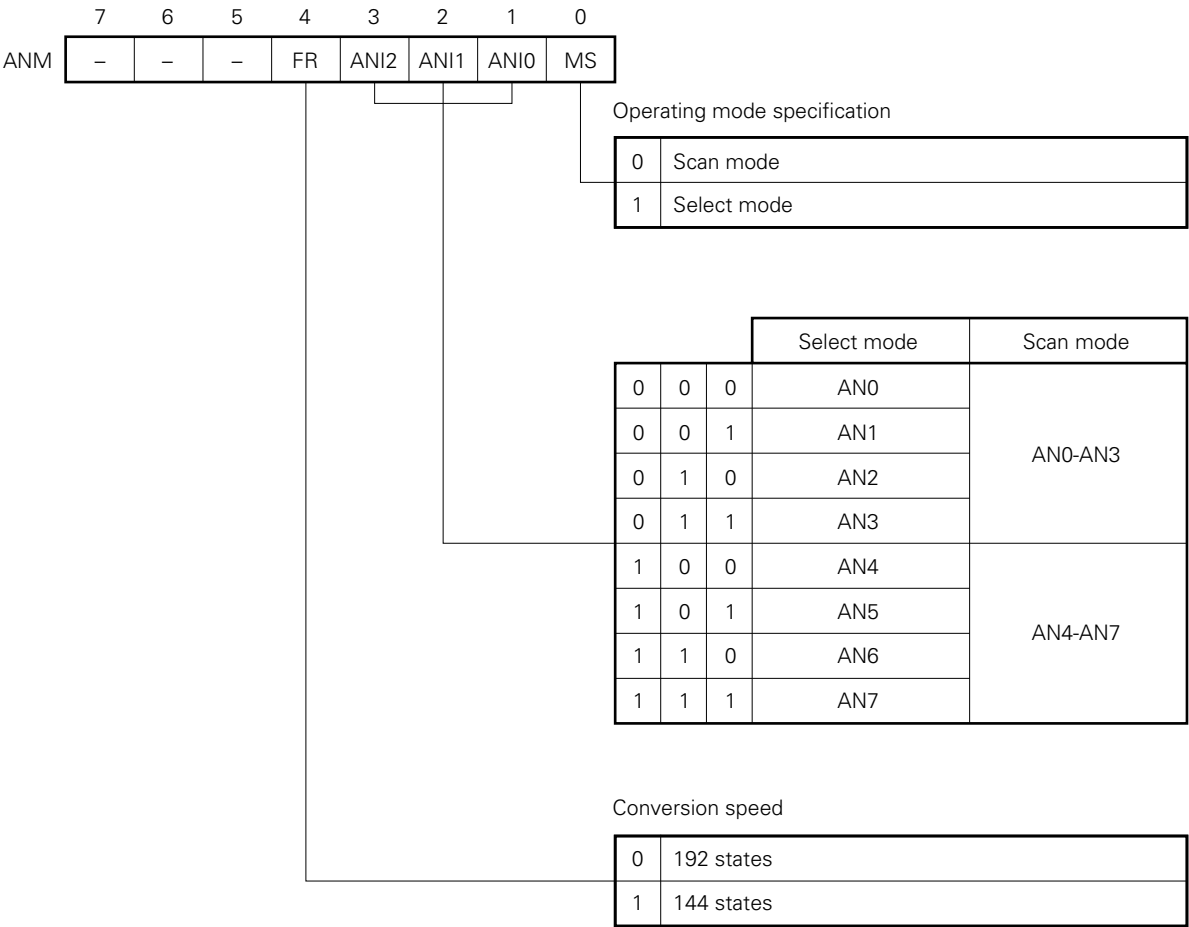 7 6 5 4 3 2 1 0
ANM – – – FR ANI2 ANI1 ANI0 MS
Operating mode specification
0 Scan mode
1 Select mode
Select mode Scan mode
0 0 0 AN0
0 0 1 AN1
AN0-AN3
0 1 0 AN2
0 1 1 AN3
1 0 0 AN4
1 0 1 AN5
AN4-AN7
1 1 0 AN6
1 1 1 AN7
Conversion speed
0 192 states
1 144 states